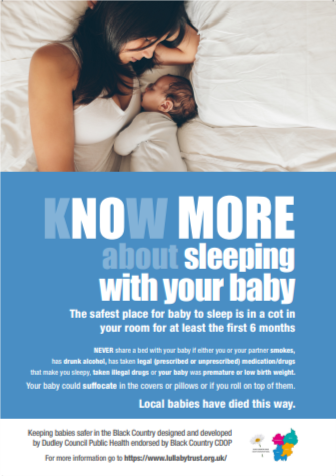 KNOW MORE
about sleeping
with your baby
The safest place for baby to sleep is in a cot in
your room for at least the first 6 months
NEVER share a bed with your baby if either you or your partner smokes,
has drunk alcohol, has taken legal (prescribed or unprescribed) medication/drugs
that make you sleepy, taken illegal drugs or your baby was premature or low birth weight.
Your baby could suffocate in the covers or pillows or if you roll on top of them.
Local babies have died this way.
Keeping babies safer in the Black Country designed and developed
by Dudley Council Public Health endorsed by Black Country CDOP
For more information go to https://www.lullabytrust.org.uk/